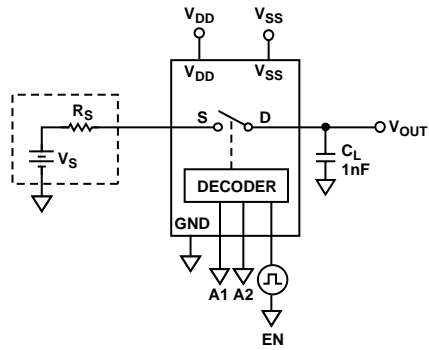 VDD
VSS
VDD
VSS
RS
S
D
VOUT
VS
CL
1nF
DECODER
GND
A1
A2
EN